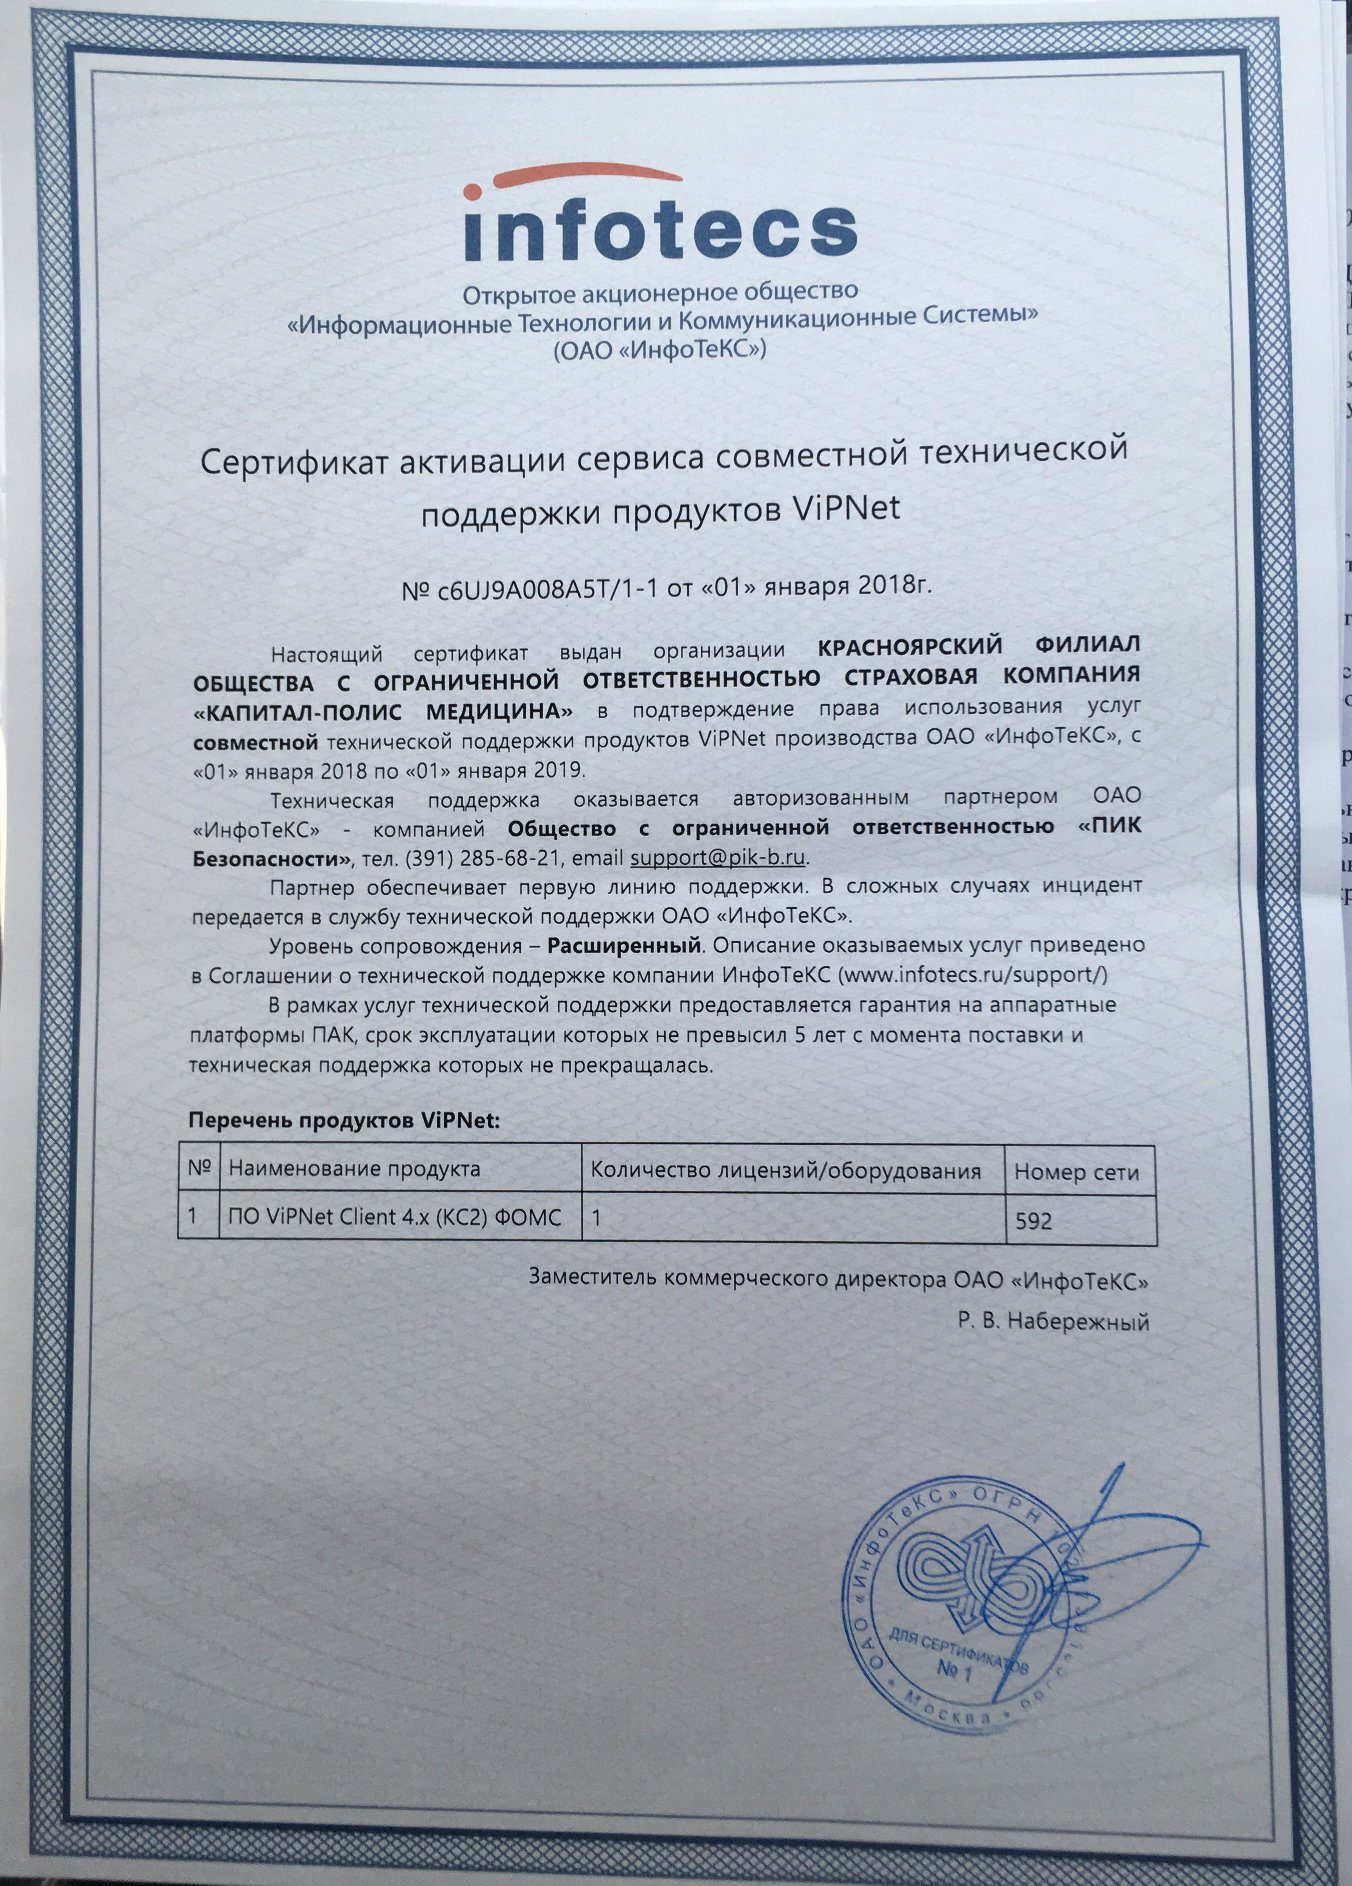 infotecs
Открытое акционерное общество
«Информационные Технологии и Коммуникационные Системы»
(ОАО «ИнфоТеКС»)
Сертификат активации сервиса совместной технической
поддержки продуктов ViPNet
№ c6UJ9A008A5T/1-1 от «01» января 2018г.
Настоящий сертификат выдан организации КРАСНОЯРСКИЙ ФИЛИАЛ
ОБЩЕСТВА С ОГРАНИЧЕННОЙ ОТВЕТСТВЕННОСТЬЮ СТРАХОВАЯ КОМПАНИЯ
«КАПИТАЛ-ПОЛИС МЕДИЦИНА» в подтверждение права использования услуг
совместной технической поддержки продуктов ViPNet производства ОАО «ИнфоТеКС», с
«01» января 2018 по «01» января 2019.
Техническая поддержка оказывается авторизованным партнером ОАО
«ИнфоТеКС» - компанией Общество с ограниченной ответственностью «ПИК
Безопасности», тел. (391) 285-68-21, email support@pik-b.ru.
Партнер обеспечивает первую линию поддержки. В сложных случаях инцидент
передается в службу технической поддержки ОАО «ИнфоТеКС».
Уровень сопровождения – Расширенный. Описание оказываемых услуг приведено
в Соглашении о технической поддержке компании ИнфоТеКС (www.infotecs.ru/support/)
В рамках услуг технической поддержки предоставляется гарантия на аппаратные
платформы ПАК, срок эксплуатации которых не превысил 5 лет с момента поставки и
техническая поддержка которых не прекращалась.
Перечень продуктов ViPNet:
№ Наименование продукта Количество лицензий/оборудования Номер сети
1 ПО ViPNet Client 4.x (КС2) ФОМС 1 592
Заместитель коммерческого директора ОАО «ИнфоТеКС»
Р. В. Набережный
ОАО «ИнфоТеКС» ОГРН
ДЛЯ СЕРТИФИКАТОВ
№ 1
Москва